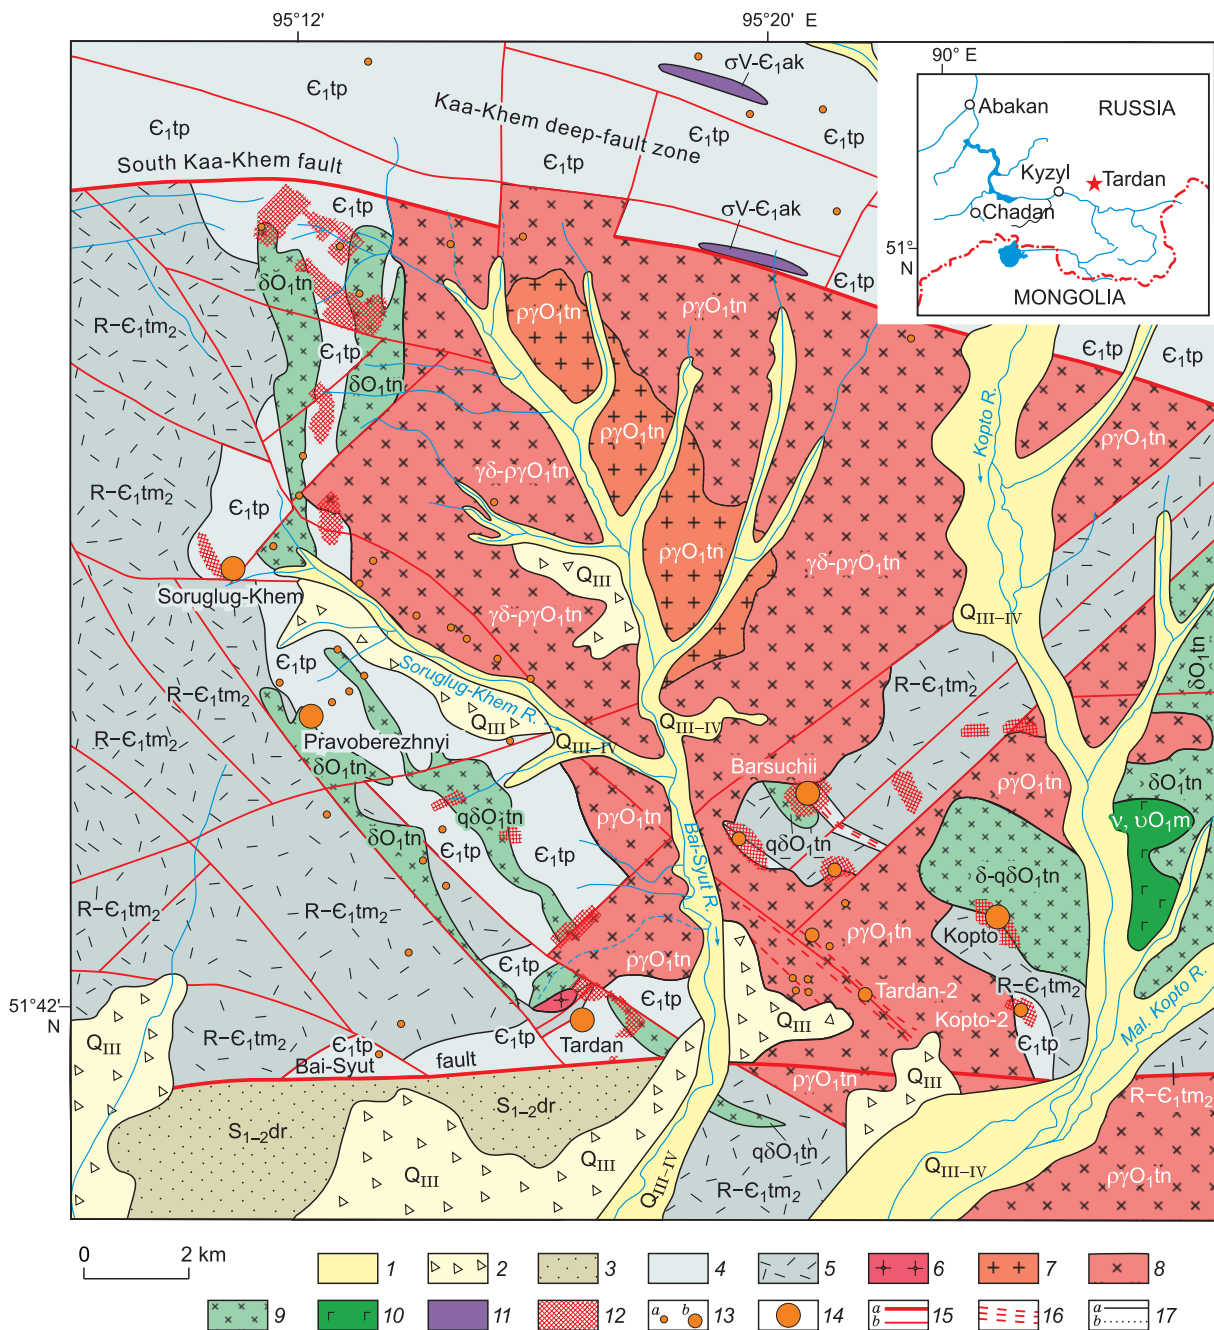 95°12'
95°20' E
90° E
σV-Є₁ak
Є₁tp
Kaa-Khem deep-fault zone
Є₁tp
Є₁tp
Є₁tp
Є₁tp
South Kaa-Khem fault
Abakan
RUSSIA
Kyzyl
Tardan
Chadan
51°
N
MONGOLIA
Є₁tp
σV-Є₁ak
Є₁tp
δO₁tn
ργO₁tn
ργO₁tn
R–Є₁tm₂
Є₁tp
δO₁tn
Є₁tp
Є₁tp
Kopto R.
ργO₁tn
ργO₁tn
γδ-ργO₁tn
R–Є₁tm₂
Є₁tp
ργO₁tn
γδ-ργO₁tn
QIII
Soruglug-Khem
γδ-ργO₁tn
QIII–IV
Є₁tp
Soruglug-Khem R.
R–Є₁tm₂
δO₁tn
R–Є₁tm₂
QIII
QIII–IV
QIII–IV
R–Є₁tm₂
Pravoberezhnyi
δO₁tn
Barsuchii
ργO₁tn
δO₁tn
qδO₁tn
ργO₁tn
ν, υO₁m
δO₁tn
Є₁tp
Є₁tp
qδO₁tn
Bai-Syut R.
δ-qδO₁tn
R–Є₁tm₂
R–Є₁tm₂
Kopto
ργO₁tn
Є₁tp
ργO₁tn
Є₁tp
Tardan-2
R–Є₁tm₂
Mal. Kopto R.
51°42'
N
QIII
Kopto-2
R–Є₁tm₂
Є₁tp
Є₁tp
Tardan
Є₁tp
QIII
Bai-Syut
fault
ργO₁tn
QIII
R–Є₁tm₂
S₁₋₂dr
S₁₋₂dr
qδO₁tn
QIII
QIII
QIII–IV
R–Є₁tm₂
QIII–IV
ργO₁tn
0 2 km
1 2 3 4 5 6 7 8
9 10 11 12 a b 13 14 a b 15 16 a b 17